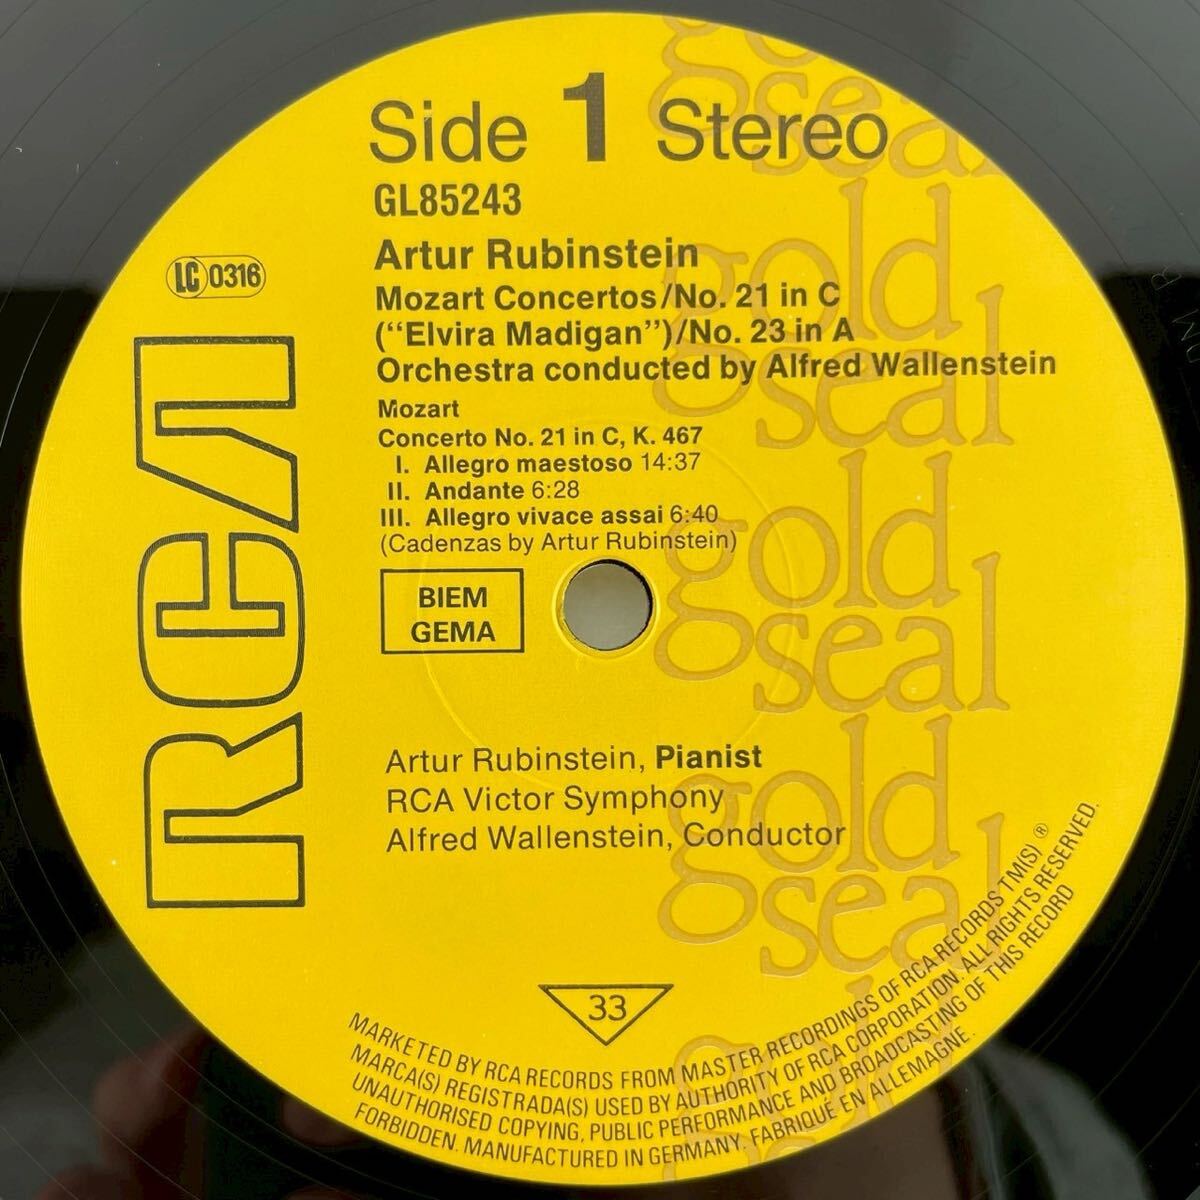 Side 1 Stereo
GL85243
LC 0316
Artur Rubinstein
Mozart Concertos/No. 21 in C
("Elvira Madigan")/No. 23 in A
Orchestra conducted by Alfred Wallenstein
Mozart
Concerto No. 21 in C, K. 467
I. Allegro maestoso 14:37
II. Andante 6:28
III. Allegro vivace assai 6:40
(Cadenzas by Artur Rubinstein)
BIEM
GEMA
RCA
Artur Rubinstein, Pianist
RCA Victor Symphony
Alfred Wallenstein, Conductor
33
MARKETED BY RCA RECORDS FROM MASTER RECORDINGS OF RCA RECORDS TM(S) ®
MARCA(S) REGISTRADA(S) USED BY AUTHORITY OF RCA CORPORATION. ALL RIGHTS RESERVED.
UNAUTHORISED COPYING, PUBLIC PERFORMANCE AND BROADCASTING OF THIS RECORD
FORBIDDEN. MANUFACTURED IN GERMANY. FABRIQUÉ EN ALLEMAGNE.
gold
seal
gold
seal
gold
seal
gold
seal
gold